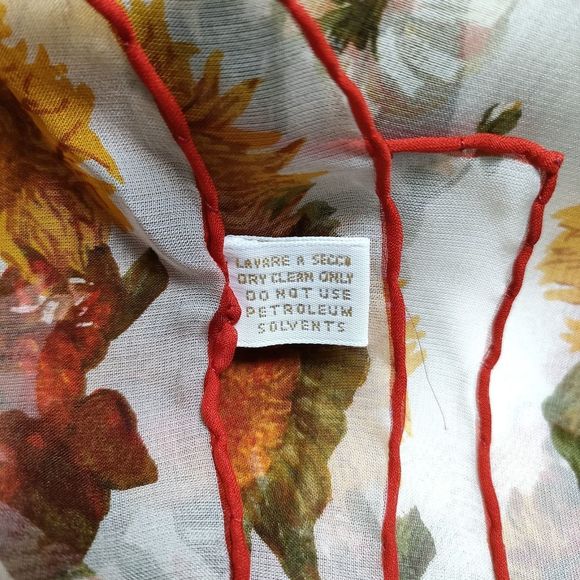 LAVARE A SECCO
DRY CLEAN ONLY
DO NOT USE
PETROLEUM
SOLVENTS